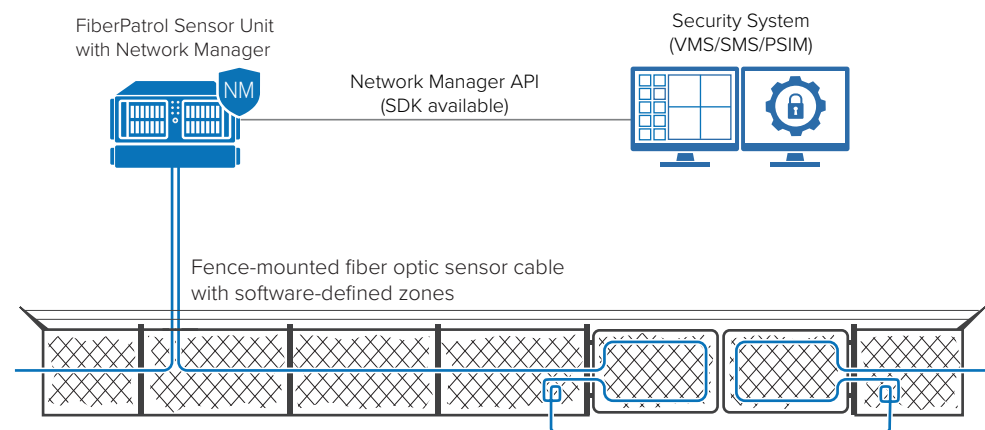 FiberPatrol Sensor Unit
with Network Manager
NM
Network Manager API
(SDK available)
Security System
(VMS/SMS/PSIM)
Fence-mounted fiber optic sensor cable
with software-defined zones